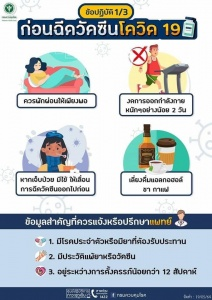 ข้อปฏิบัติ 1/3
ก่อนฉีดวัคซีนโควิด 19
ควรพักผ่อนให้เพียงพอ
งดการออกกำลังกาย
หนักๆอย่างน้อย 2 วัน
หากเจ็บป่วย มีไข้ ให้เลื่อน
การฉีดวัคซีนออกไปก่อน
เลี่ยงดื่มแอลกอฮอล์
ชา กาแฟ
ข้อมูลสำคัญที่ควรแจ้งหรือปรึกษาแพทย์
1. มีโรคประจำตัวหรือมียาที่ต้องรับประทาน
2. มีประวัติแพ้ยาหรือวัคซีน
3. อยู่ระหว่างการตั้งครรภ์น้อยกว่า 12 สัปดาห์
กรมควบคุมโรค